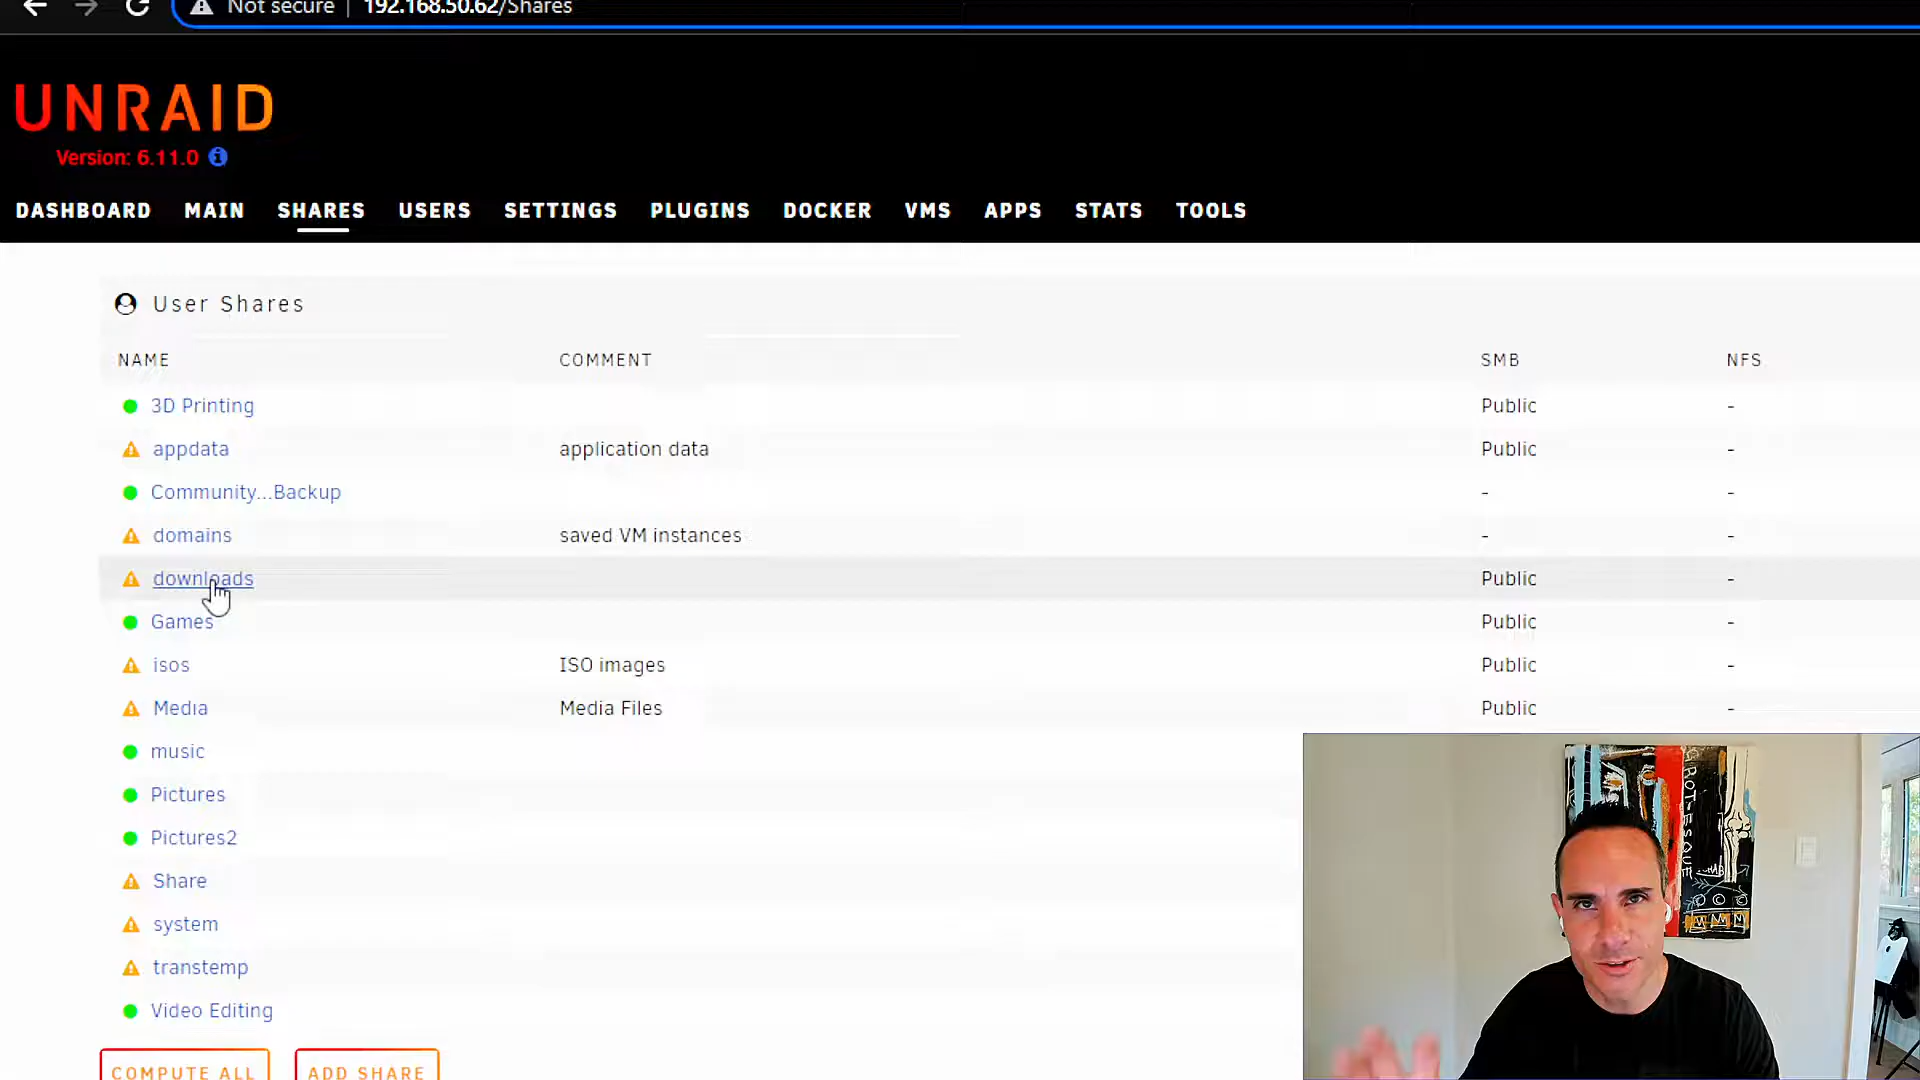 Not secure | 192.168.50.62/Shares
UNRAID
Version: 6.11.0
DASHBOARD MAIN SHARES USERS SETTINGS PLUGINS DOCKER VMS APPS STATS TOOLS
User Shares
NAME COMMENT SMB NFS
3D Printing Public -
appdata application data Public -
Community...Backup - -
domains saved VM instances - -
downloads Public -
Games Public -
isos ISO images Public -
Media Media Files Public -
music
Pictures
Pictures2
Share
system
transtemp
Video Editing
COMPUTE ALL ADD SHARE